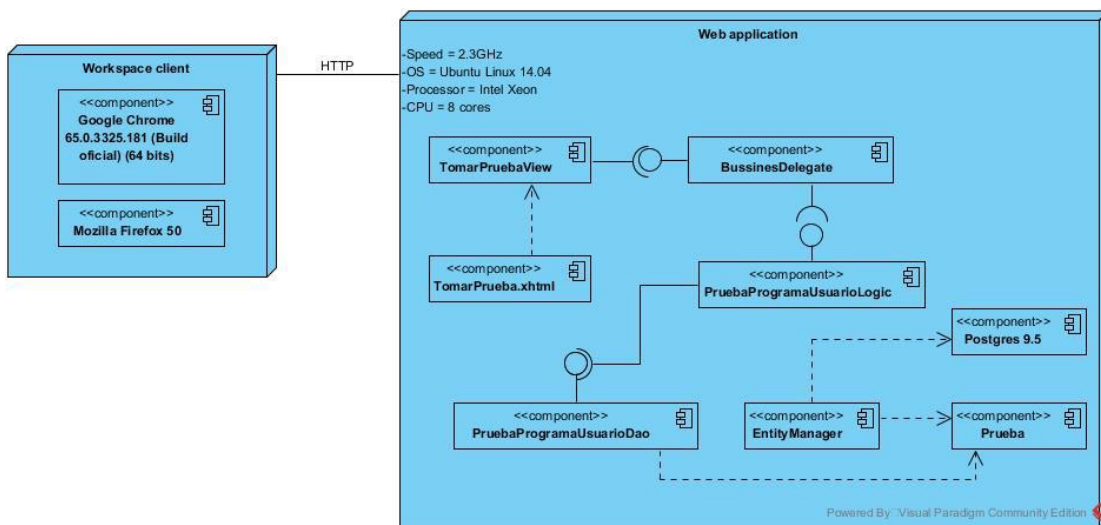 Workspace client
<<component>>
Google Chrome
65.0.3325.181 (Build
oficial) (64 bits)
<<component>>
Mozilla Firefox 50
HTTP
Web application
-Speed = 2.3GHz
-OS = Ubuntu Linux 14.04
-Processor = Intel Xeon
-CPU = 8 cores
<<component>>
TomarPruebaView
<<component>>
BussinesDelegate
<<component>>
TomarPrueba.xhtml
<<component>>
PruebaProgramaUsuarioLogic
<<component>>
Postgres 9.5
<<component>>
PruebaProgramaUsuarioDao
<<component>>
EntityManager
<<component>>
Prueba
Powered By Visual Paradigm Community Edition